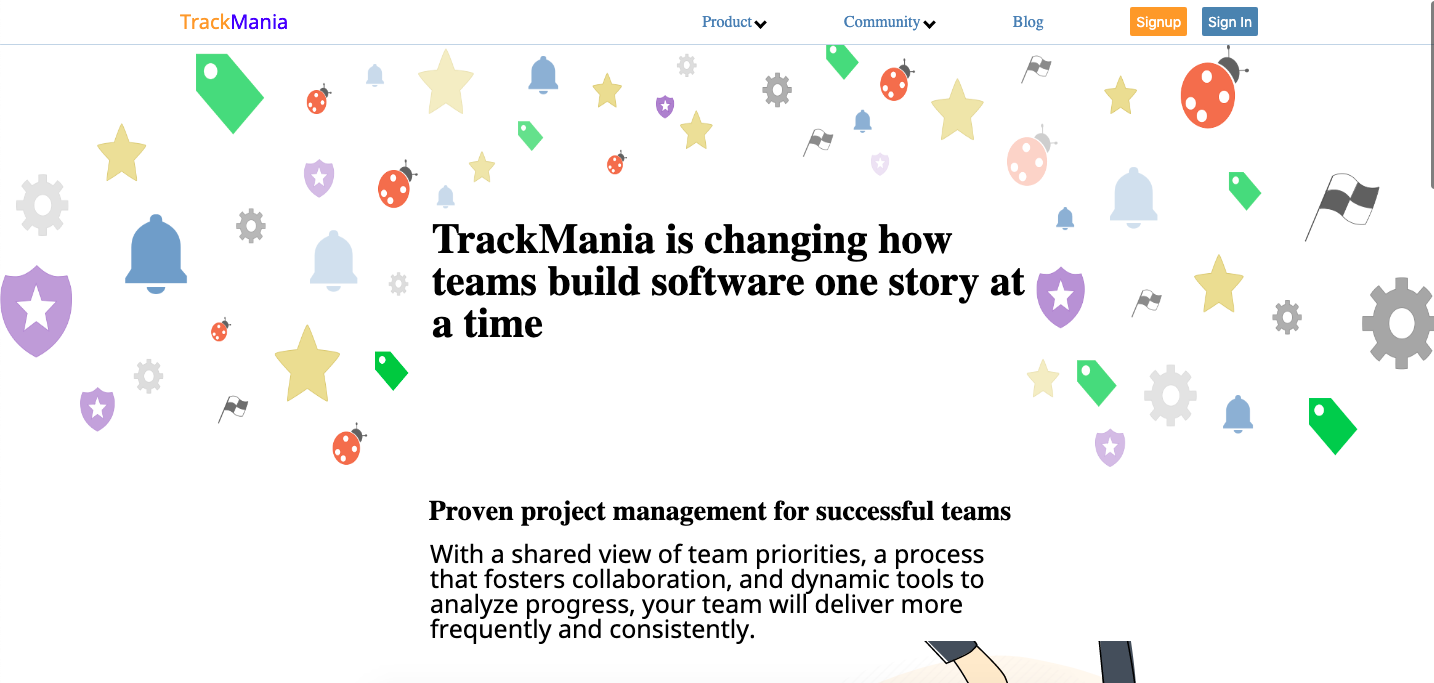 TrackMania
Product
Community
Blog
Signup
Sign In
TrackMania is changing how
teams build software one story at
a time
Proven project management for successful teams
With a shared view of team priorities, a process
that fosters collaboration, and dynamic tools to
analyze progress, your team will deliver more
frequently and consistently.